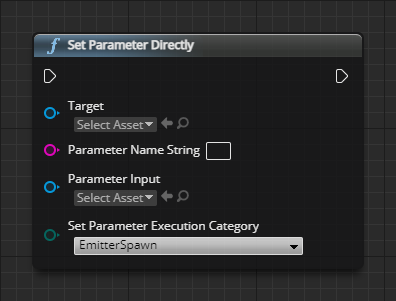 f Set Parameter Directly
Target
Select Asset
Parameter Name String
Parameter Input
Select Asset
Set Parameter Execution Category
EmitterSpawn